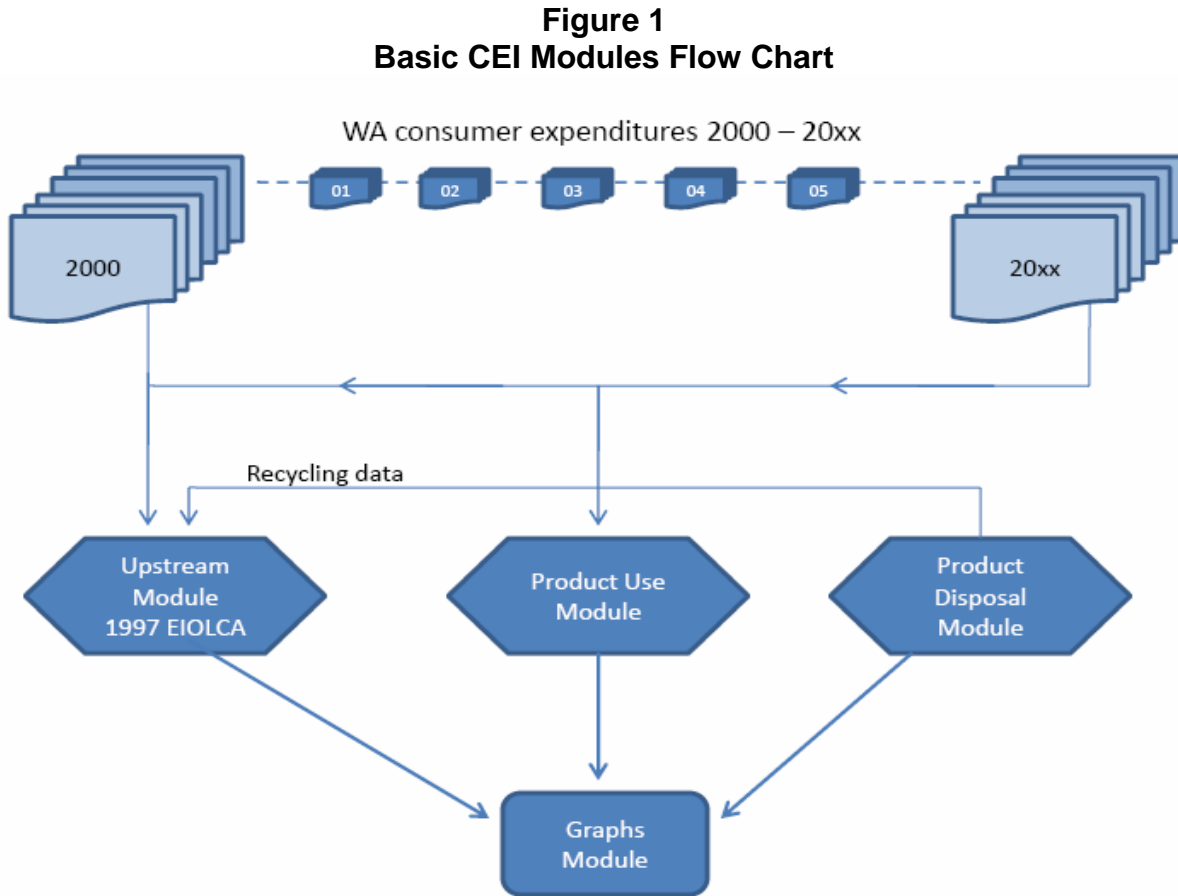 Figure 1
Basic CEI Modules Flow Chart
WA consumer expenditures 2000 – 20xx
01
02
03
04
05
2000
20xx
Recycling data
Upstream
Module
1997 EIOLCA
Product Use
Module
Product
Disposal
Module
Graphs
Module